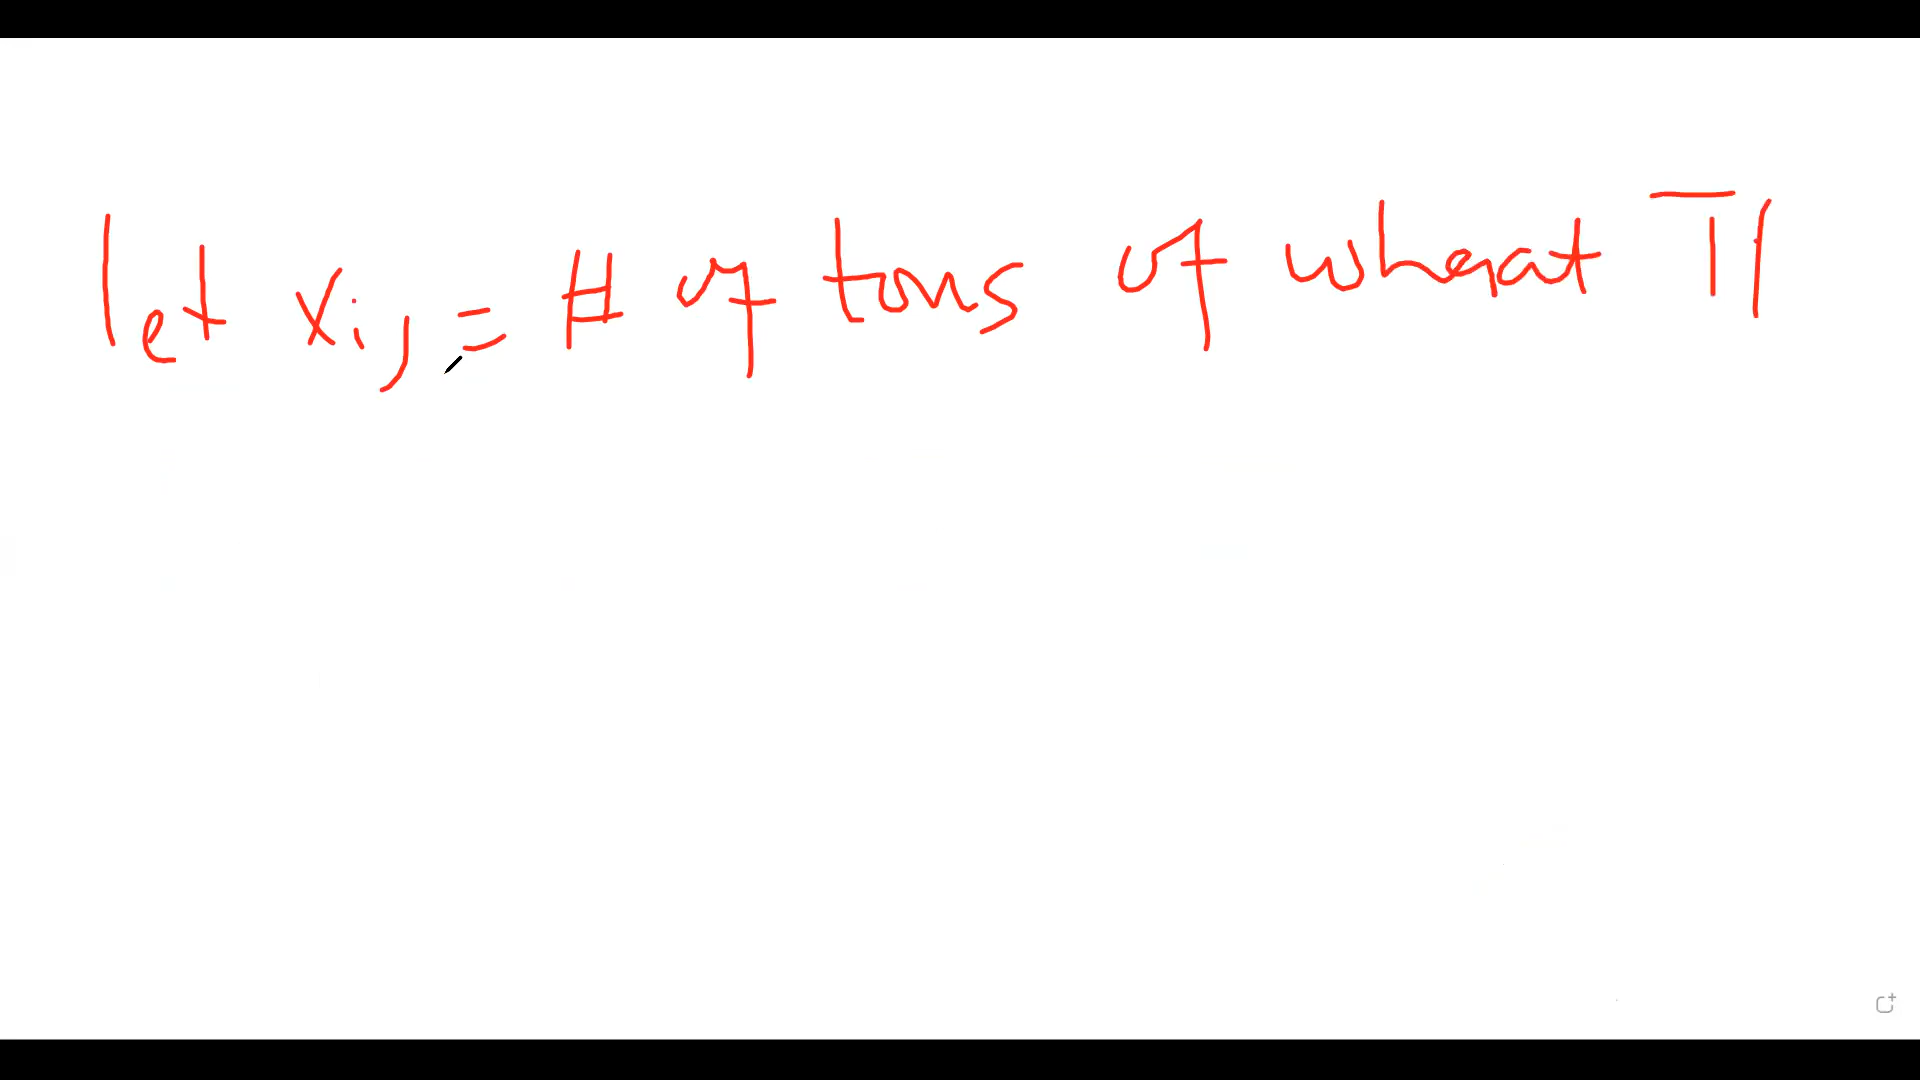 let xij = # of tons of wheat